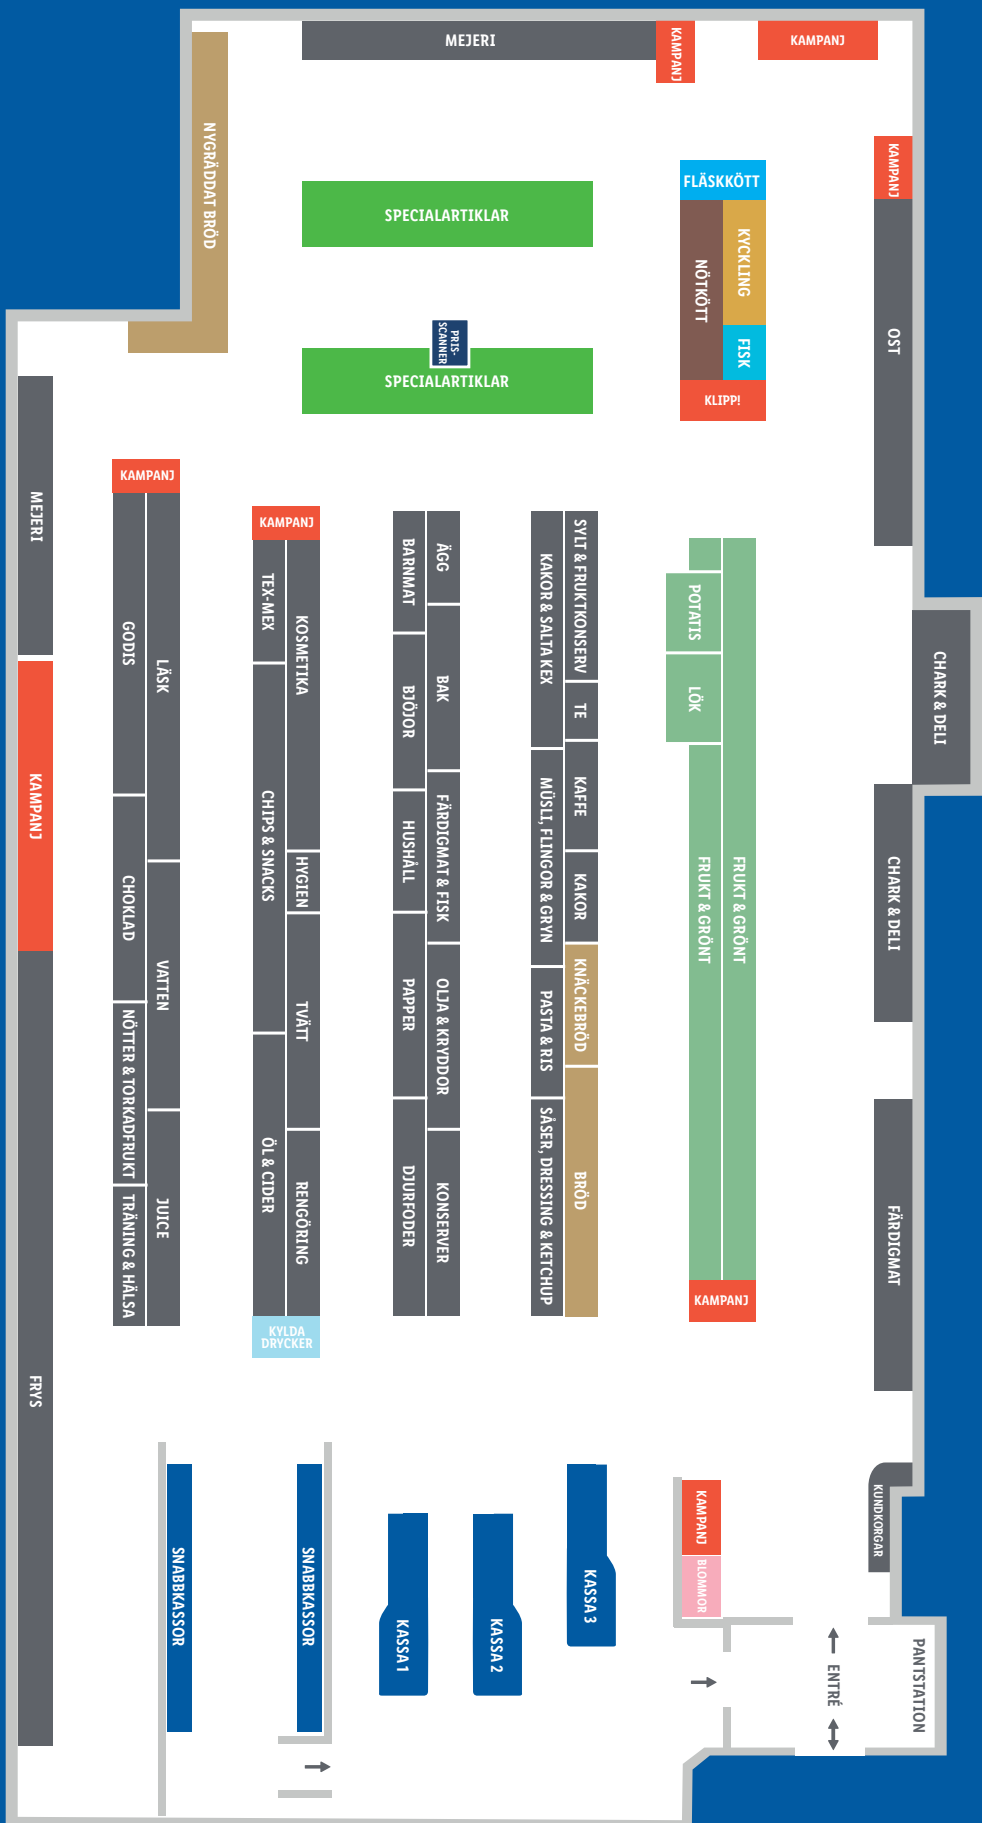 MEJERI
KAMPANJ
KAMPANJ
NYGRÄDDAT BRÖD
KAMPANJ
SPECIALARTIKLAR
FLÄSKKÖTT
NÖTKÖTT
KYCKLING
FISK
KLIPP!
OST
PRIS-
SCANNER
SPECIALARTIKLAR
MEJERI
KAMPANJ
FRYS
KAMPANJ
GODIS
CHOKLAD
NÖTTER & TORKADFRUKT
TRÄNING & HÄLSA
LÄSK
VATTEN
JUICE
KAMPANJ
TEX-MEX
CHIPS & SNACKS
ÖL & CIDER
KOSMETIKA
HYGIEN
TVÄTT
RENGÖRING
KYLDA
DRYCKER
BARNMAT
BJÖJOR
HUSHÅLL
PAPPER
DJURFODER
ÄGG
BAK
FÄRDIGMAT & FISK
OLJA & KRYDDOR
KONSERVER
KAKOR & SALTA KEX
MÜSLI, FLINGOR & GRYN
PASTA & RIS
SÅSER, DRESSING & KETCHUP
SYLT & FRUKTKONSERV
TE
KAFFE
KAKOR
KNÄCKEBRÖD
BRÖD
POTATIS
LÖK
FRUKT & GRÖNT
FRUKT & GRÖNT
KAMPANJ
CHARK & DELI
CHARK & DELI
FÄRDIGMAT
KUNDKORGAR
SNABBKASSOR
SNABBKASSOR
KASSA 1
KASSA 2
KASSA 3
KAMPANJ
BLOMMOR
ENTRÉ
PANTSTATION